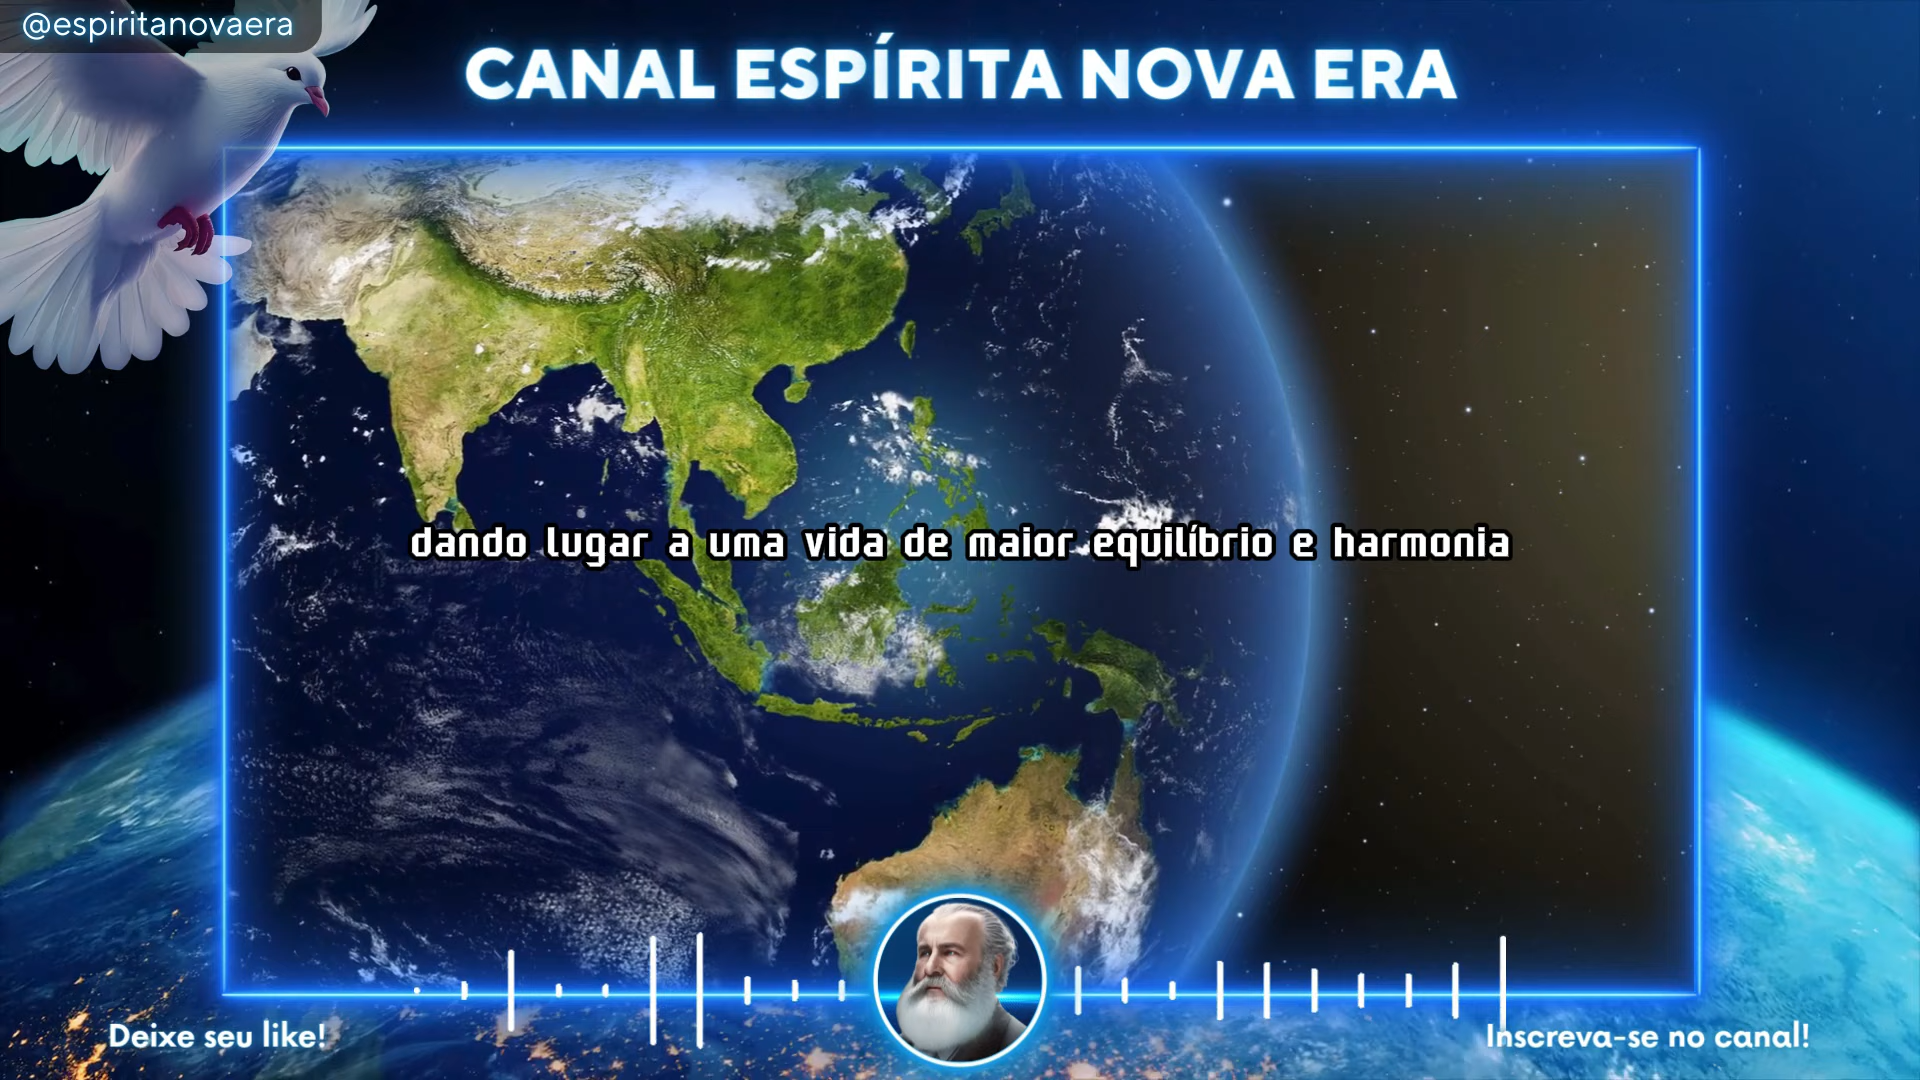 @espiritanovaera
CANAL ESPÍRITA NOVA ERA
dando lugar a uma vida de maior equilíbrio e harmonia
Deixe seu like!
Inscreva-se no canal!